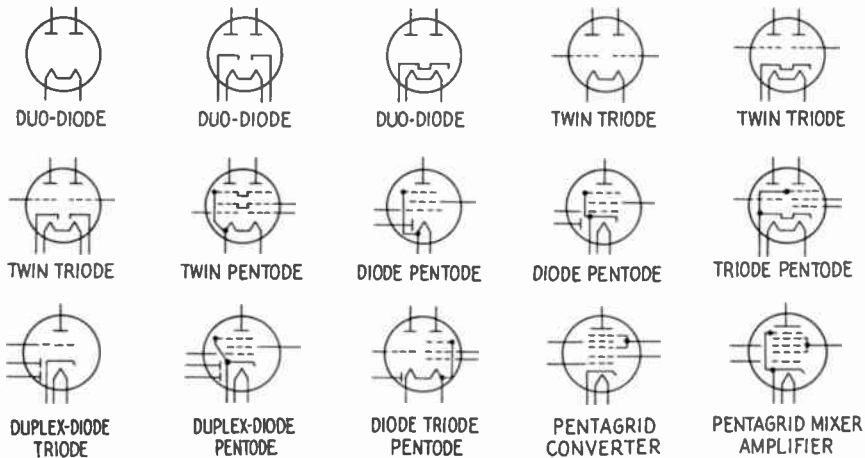 DUO-DIODE
DUO-DIODE
DUO-DIODE
TWIN TRIODE
TWIN TRIODE
TWIN TRIODE
TWIN PENTODE
DIODE PENTODE
DIODE PENTODE
TRIODE PENTODE
DUPLEX-DIODE
TRIODE
DUPLEX-DIODE
PENTODE
DIODE TRIODE
PENTODE
PENTAGRID
CONVERTER
PENTAGRID MIXER
AMPLIFIER